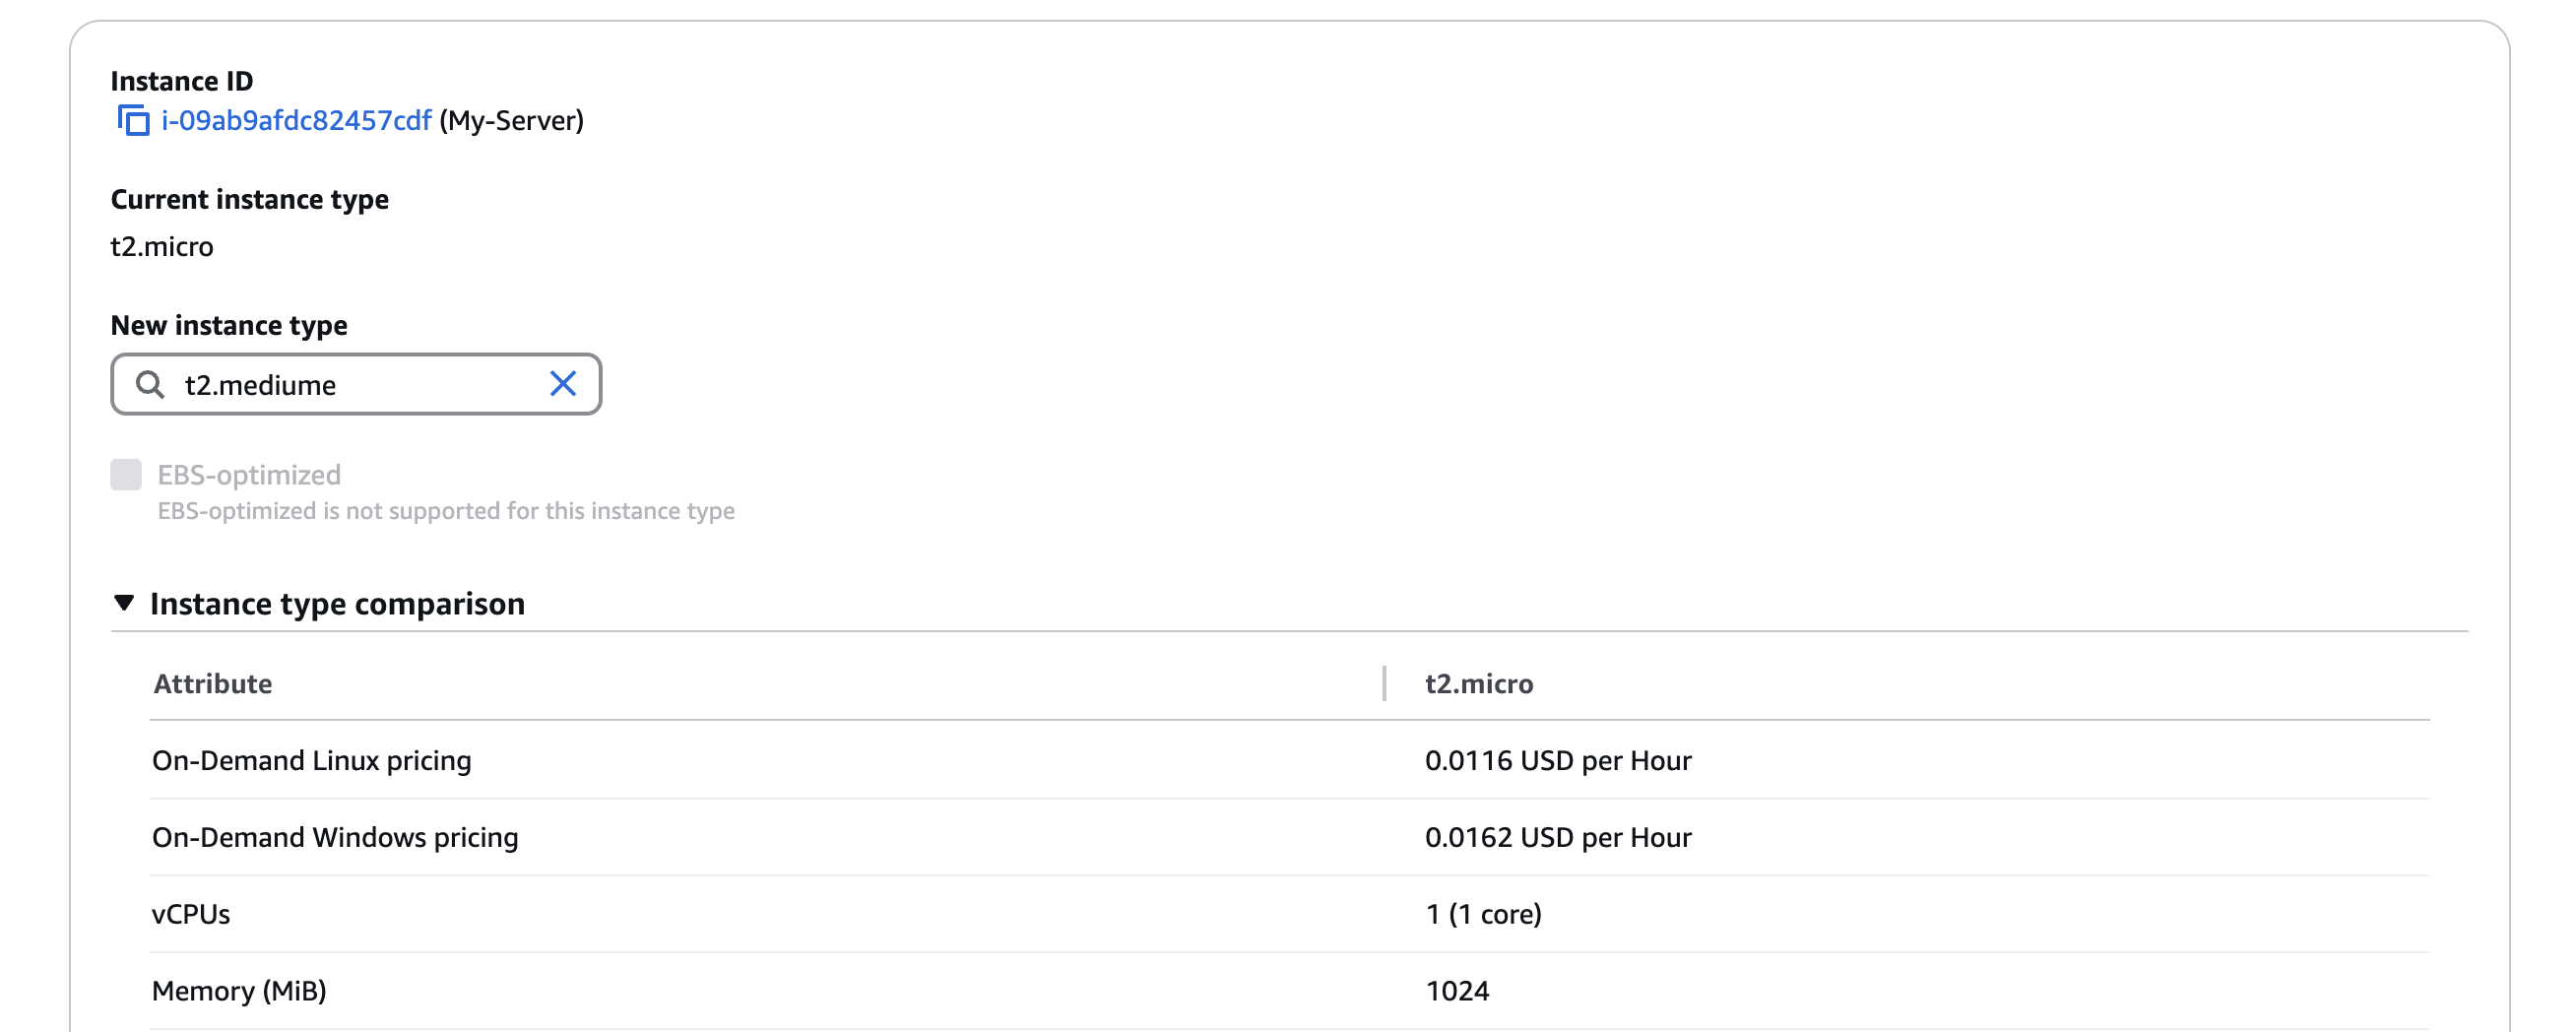 Instance ID
i-09ab9afdc82457cdf (My-Server)
Current instance type
t2.micro
New instance type
t2.mediume
EBS-optimized
EBS-optimized is not supported for this instance type
Instance type comparison
Attribute t2.micro
On-Demand Linux pricing 0.0116 USD per Hour
On-Demand Windows pricing 0.0162 USD per Hour
vCPUs 1 (1 core)
Memory (MiB) 1024